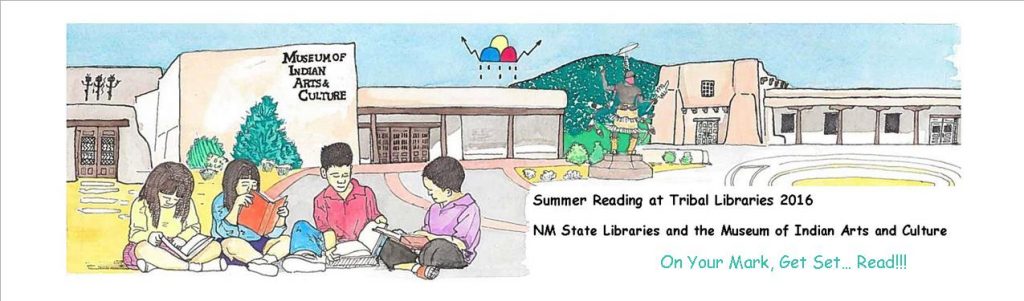 MUSEUM OF
INDIAN
ARTS &
CULTURE
Summer Reading at Tribal Libraries 2016
NM State Libraries and the Museum of Indian Arts and Culture
On Your Mark, Get Set... Read!!!